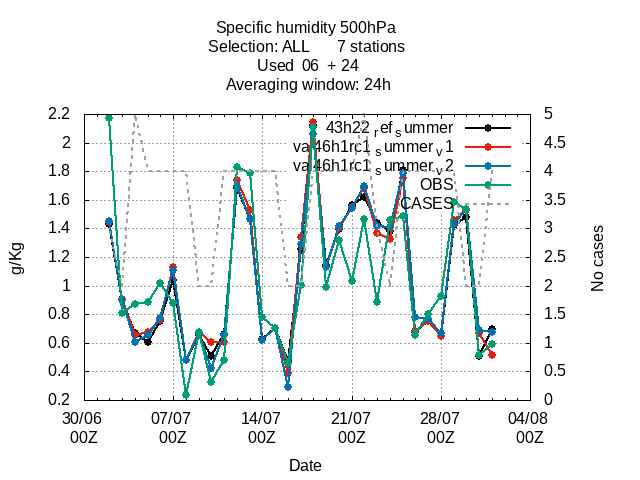 Specific humidity 500hPa
Selection: ALL 7 stations
Used 06 + 24
Averaging window: 24h
2.2
2
1.8
1.6
1.4
1.2
1
0.8
0.6
0.4
0.2
g/Kg
43h22refsummer
va46h1rc1summerv1
va46h1rc1summerv2
OBS
CASES
5
4.5
4
3.5
3
2.5
2
1.5
1
0.5
0
No cases
30/06 07/07 14/07 21/07 28/07 04/08
00Z 00Z 00Z 00Z 00Z 00Z
Date